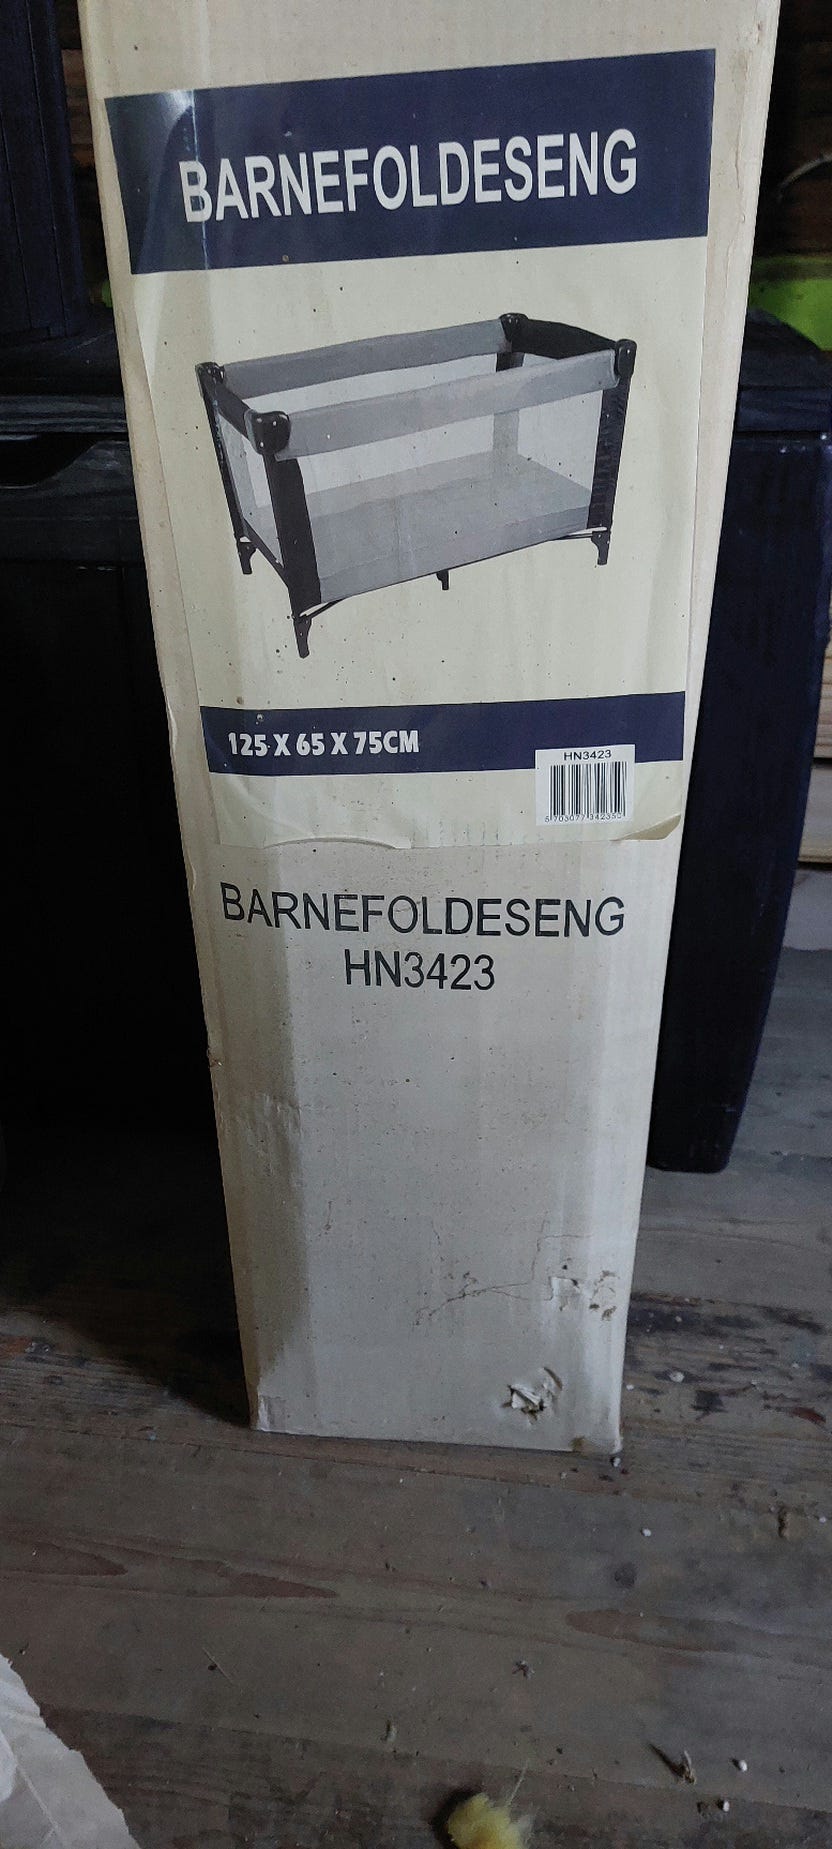 BARNEFOLDESENG
125 X 65 X 75CM
HN3423
BARNEFOLDESENG
HN3423